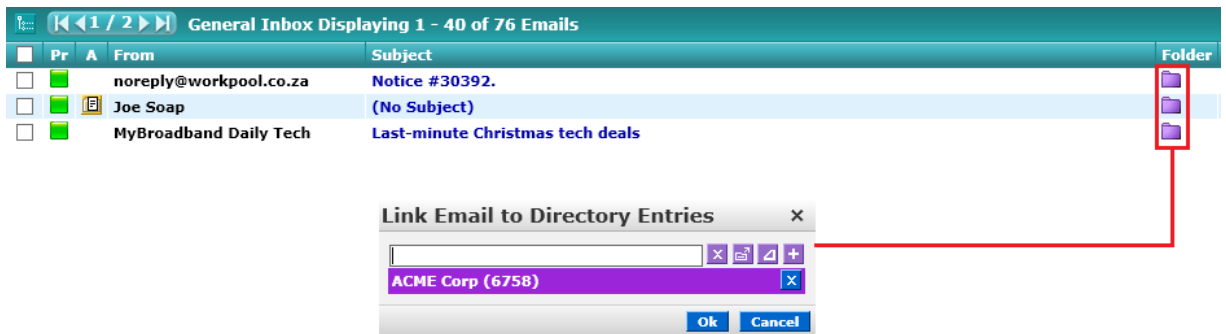 1 / 2 General Inbox Displaying 1 - 40 of 76 Emails
Pr A From Subject Folder
noreply@workpool.co.za Notice #30392.
Joe Soap (No Subject)
MyBroadband Daily Tech Last-minute Christmas tech deals
Link Email to Directory Entries ×
X +
ACME Corp (6758) X
Ok Cancel